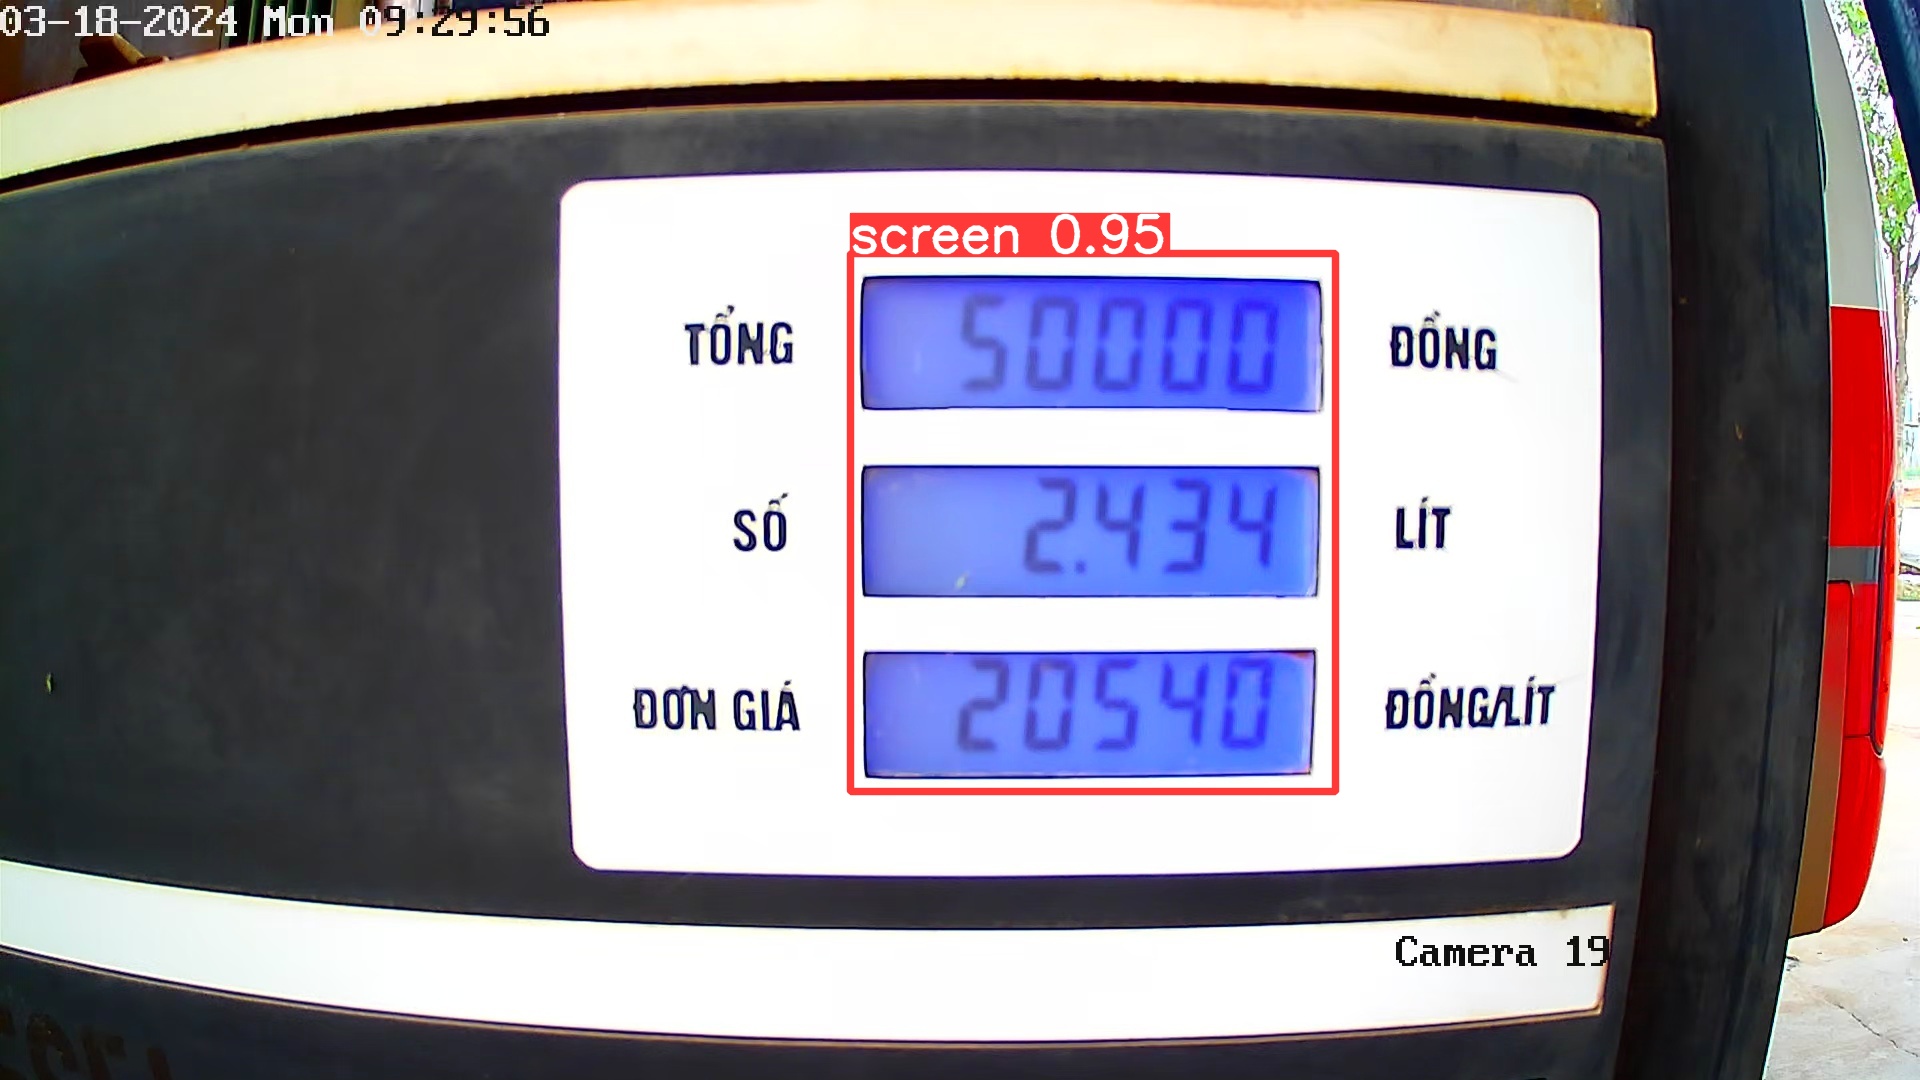 03-18-2024 Mon 09:29:56
screen 0.95
TỔNG 50000 ĐỒNG
SỐ 2.434 LÍT
ĐƠN GIÁ 20540 ĐỒNG/LÍT
Camera 19